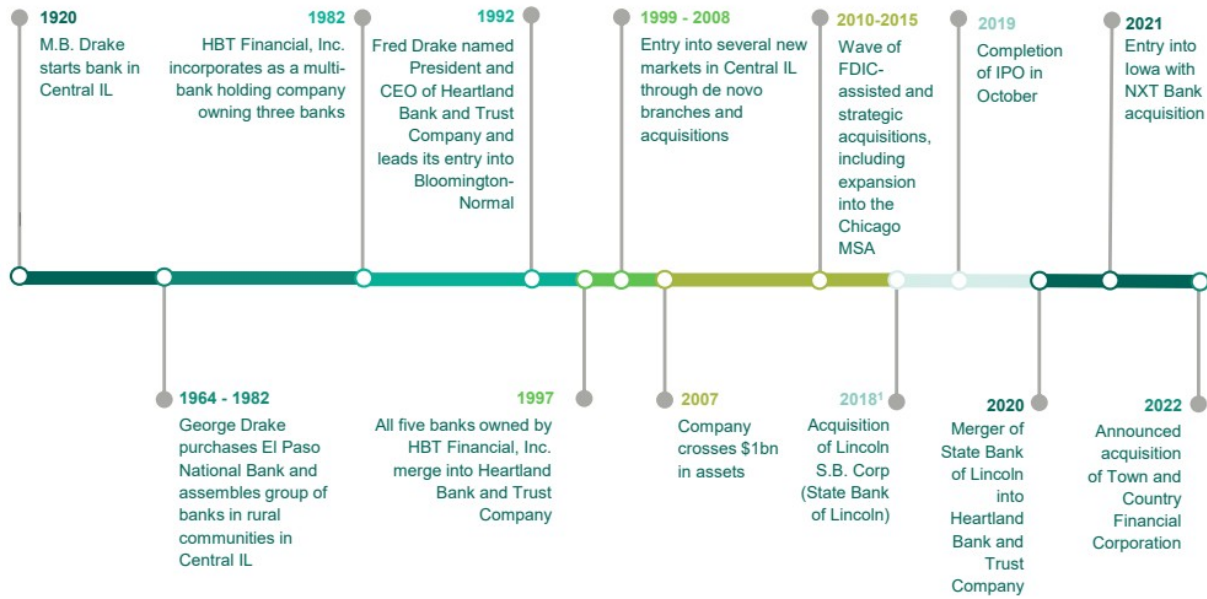 1920
M.B. Drake
starts bank in
Central IL
1982
HBT Financial, Inc.
incorporates as a multi-
bank holding company
owning three banks
1992
Fred Drake named
President and
CEO of Heartland
Bank and Trust
Company and
leads its entry into
Bloomington-
Normal
1999 - 2008
Entry into several new
markets in Central IL
through de novo
branches and
acquisitions
2010-2015
Wave of
FDIC-
assisted and
strategic
acquisitions,
including
expansion
into the
Chicago
MSA
2019
Completion
of IPO in
October
2021
Entry into
Iowa with
NXT Bank
acquisition
1964 - 1982
George Drake
purchases El Paso
National Bank and
assembles group of
banks in rural
communities in
Central IL
1997
All five banks owned by
HBT Financial, Inc.
merge into Heartland
Bank and Trust
Company
2007
Company
crosses $1bn
in assets
2018¹
Acquisition
of Lincoln
S.B. Corp
(State Bank
of Lincoln)
2020
Merger of
State Bank
of Lincoln
into
Heartland
Bank and
Trust
Company
2022
Announced
acquisition
of Town and
Country
Financial
Corporation